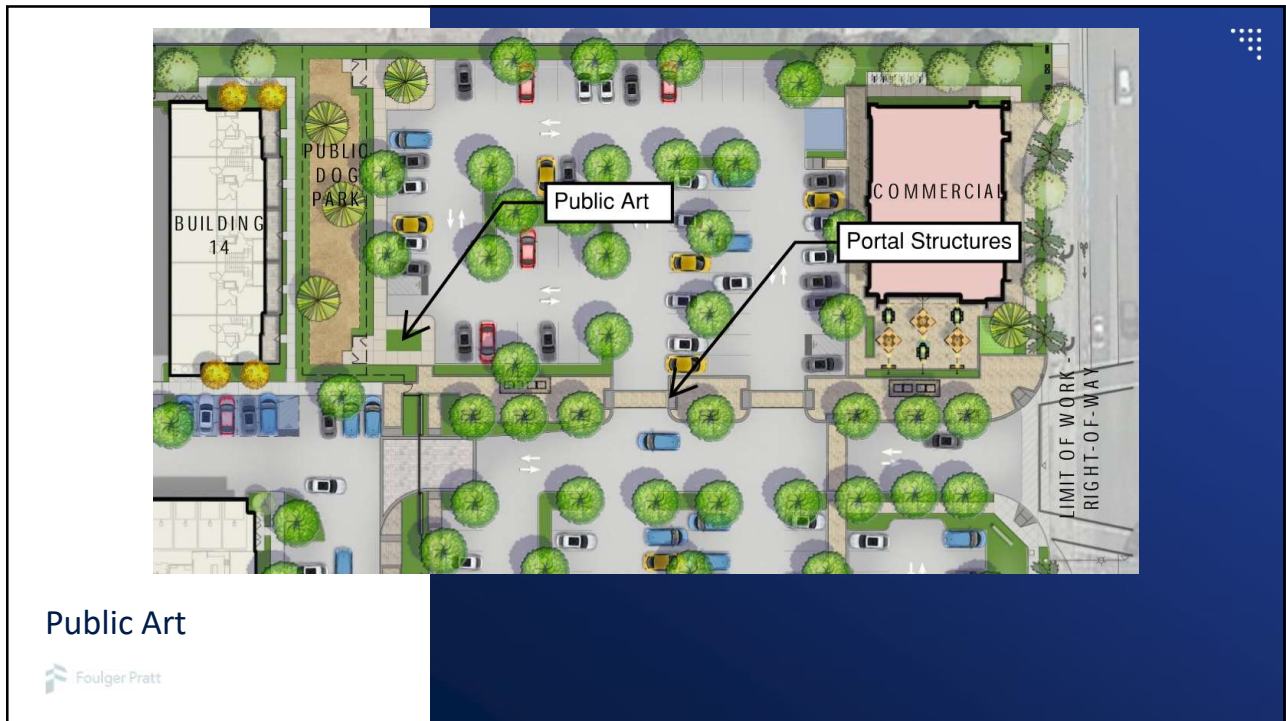 BUILDING
14
PUBLIC
DOG
PARK
Public Art
COMMERCIAL
Portal Structures
LIMIT OF WORK -
RIGHT-OF-WAY
Public Art
Foulger Pratt